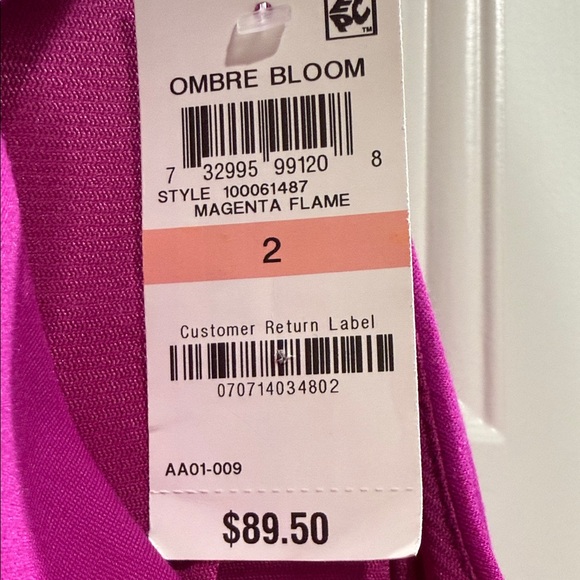 EPC
TM
OMBRE BLOOM
7 32995 99120 8
STYLE 100061487
MAGENTA FLAME
2
Customer Return Label
070714034802
AA01-009
$89.50